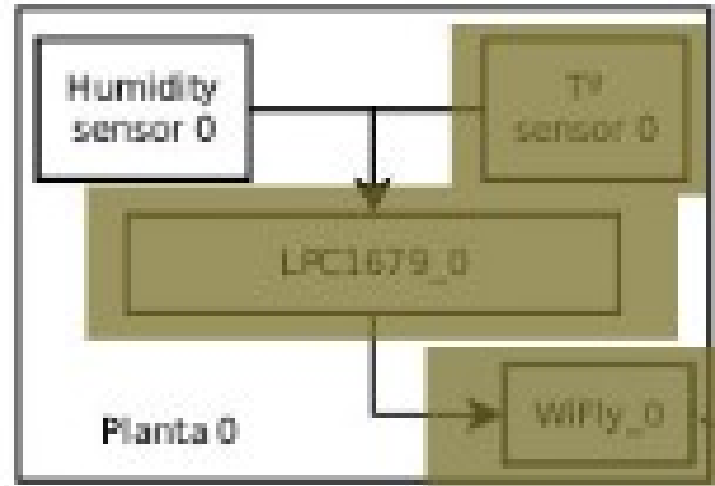 Humidity
sensor 0
Tª
sensor 0
LPC1679_0
WiFly_0
Planta 0